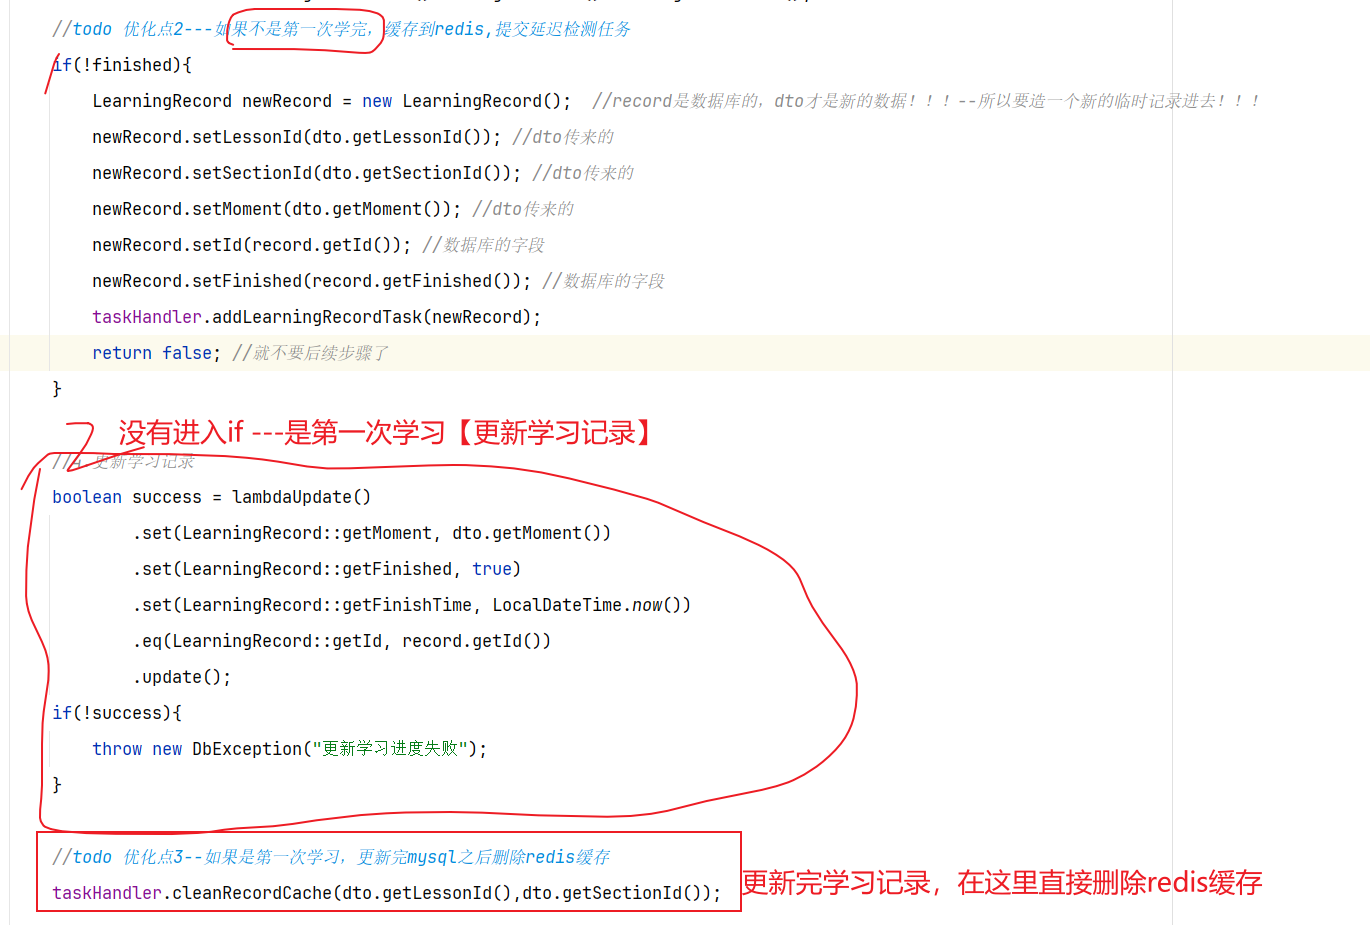 //todo 优化点2---如果不是第一次学完，缓存到redis,提交延迟检测任务
if(!finished){
LearningRecord newRecord = new LearningRecord(); //record是数据库的，dto才是新的数据！！！--所以要造一个新的临时记录进去！！！
newRecord.setLessonId(dto.getLessonId()); //dto传来的
newRecord.setSectionId(dto.getSectionId()); //dto传来的
newRecord.setMoment(dto.getMoment()); //dto传来的
newRecord.setId(record.getId()); //数据库的字段
newRecord.setFinished(record.getFinished()); //数据库的字段
taskHandler.addLearningRecordTask(newRecord);
return false; //就不要后续步骤了
}
2 没有进入if ---是第一次学习【更新学习记录】
//4.更新学习记录
boolean success = lambdaUpdate()
.set(LearningRecord::getMoment, dto.getMoment())
.set(LearningRecord::getFinished, true)
.set(LearningRecord::getFinishTime, LocalDateTime.now())
.eq(LearningRecord::getId, record.getId())
.update();
if(!success){
throw new DbException("更新学习进度失败");
}
//todo 优化点3--如果是第一次学习，更新完mysql之后删除redis缓存
taskHandler.cleanRecordCache(dto.getLessonId(),dto.getSectionId());
更新完学习记录，在这里直接删除redis缓存